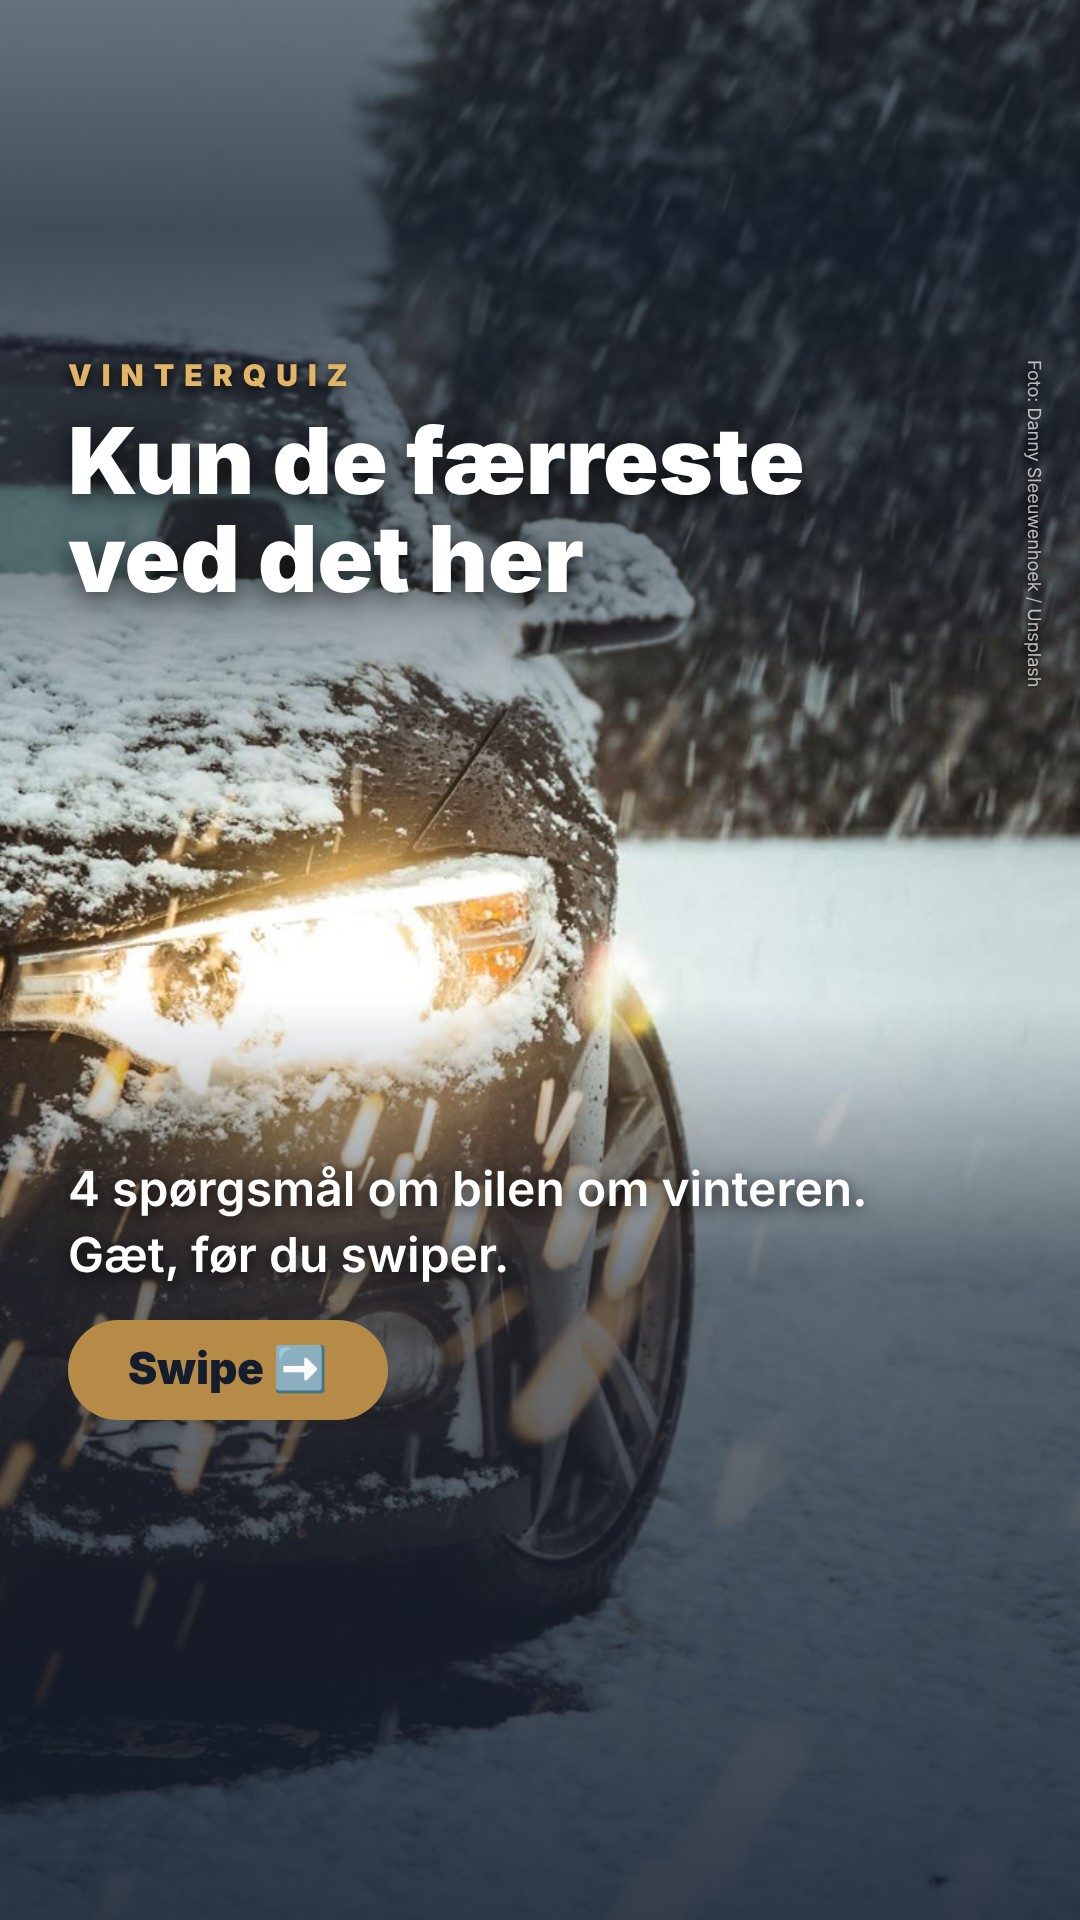 VINTERQUIZ
Kun de færreste
ved det her
Foto: Danny Sleeuwenhoek / Unsplash
4 spørgsmål om bilen om vinteren.
Gæt, før du swiper.
Swipe ➡️